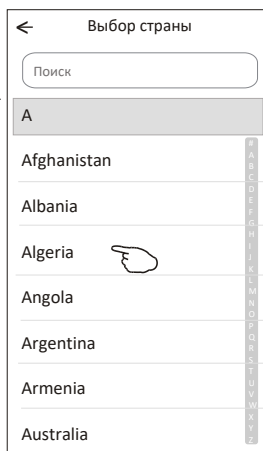 Выбор страны
Поиск
A
Afghanistan
Albania
Algeria
Angola
Argentina
Armenia
Australia
#
A
B
C
D
E
F
G
H
I
J
K
L
M
N
O
P
Q
R
S
T
U
V
W
X
Y
Z